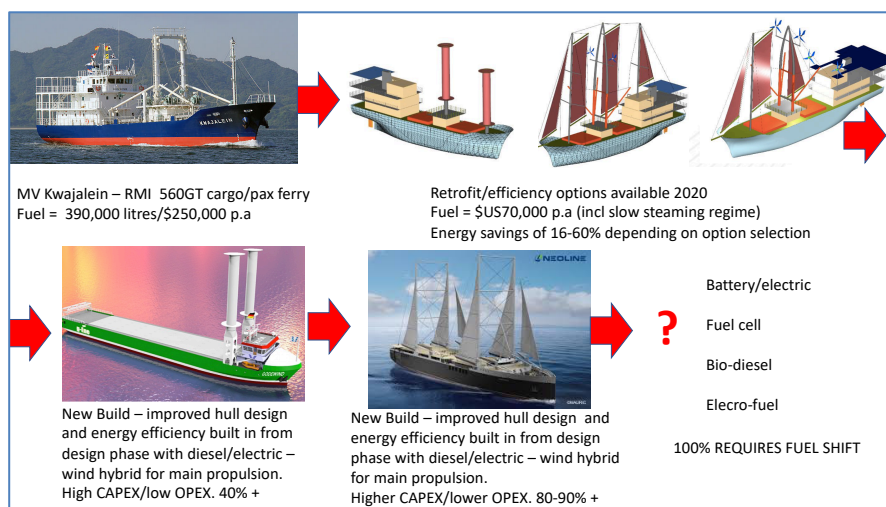 KWAJALEIN
MV Kwajalein – RMI  560GT cargo/pax ferry
Fuel =  390,000 litres/$250,000 p.a
Retrofit/efficiency options available 2020
Fuel = $US70,000 p.a (incl slow steaming regime)
Energy savings of 16-60% depending on option selection
GOODWIND
New Build – improved hull design
and energy efficiency built in from
design phase with diesel/electric –
wind hybrid for main propulsion.
High CAPEX/low OPEX. 40% +
NEOLINE
New Build – improved hull design  and
energy efficiency built in from design
phase with diesel/electric – wind hybrid
for main propulsion.
Higher CAPEX/lower OPEX. 80-90% +
?
Battery/electric
Fuel cell
Bio-diesel
Elecro-fuel
100% REQUIRES FUEL SHIFT